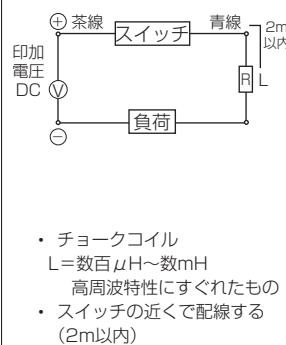 ⊕ 茶線
スイッチ
青線
2m
以内
印加
電圧
DC
V
R
L
負荷
⊖
・ チョークコイル
L=数百μH〜数mH
高周波特性にすぐれたもの
・ スイッチの近くで配線する
（2m以内）